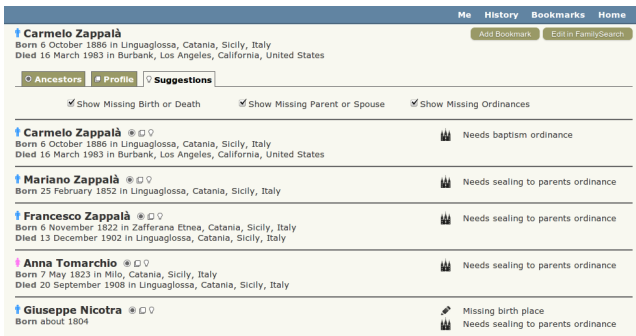 Me History Bookmarks Home
Carmelo Zappalà
Add Bookmark Edit in FamilySearch
Born 6 October 1886 in Linguaglossa, Catania, Sicily, Italy
Died 16 March 1983 in Burbank, Los Angeles, California, United States
Ancestors Profile Suggestions
Show Missing Birth or Death Show Missing Parent or Spouse Show Missing Ordinances
Carmelo Zappalà
Needs baptism ordinance
Born 6 October 1886 in Linguaglossa, Catania, Sicily, Italy
Died 16 March 1983 in Burbank, Los Angeles, California, United States
Mariano Zappalà
Needs sealing to parents ordinance
Born 25 February 1852 in Linguaglossa, Catania, Sicily, Italy
Francesco Zappalà
Needs sealing to parents ordinance
Born 6 November 1822 in Zafferana Etnea, Catania, Sicily, Italy
Died 13 December 1902 in Linguaglossa, Catania, Sicily, Italy
Anna Tomarchio
Needs sealing to parents ordinance
Born 7 May 1823 in Milo, Catania, Sicily, Italy
Died 20 September 1908 in Linguaglossa, Catania, Sicily, Italy
Giuseppe Nicotra
Missing birth place
Born about 1804
Needs sealing to parents ordinance